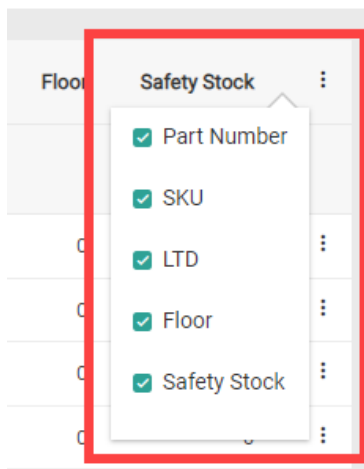 Floor Safety Stock
Part Number
SKU
LTD
Floor
Safety Stock